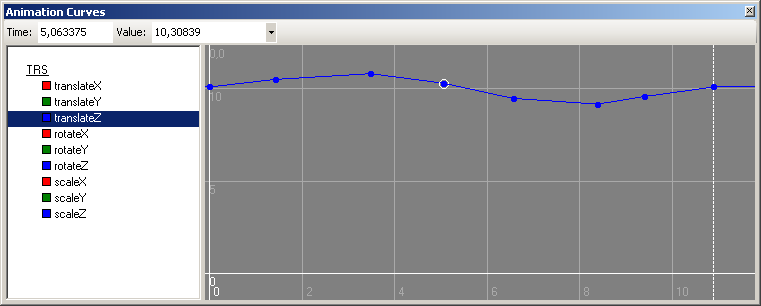 Animation Curves
Time: 5,063375 Value: 10,30839
TRS
translateX
translateY
translateZ
rotateX
rotateY
rotateZ
scaleX
scaleY
scaleZ
0,0
10
5
0
0 2 4 6 8 10